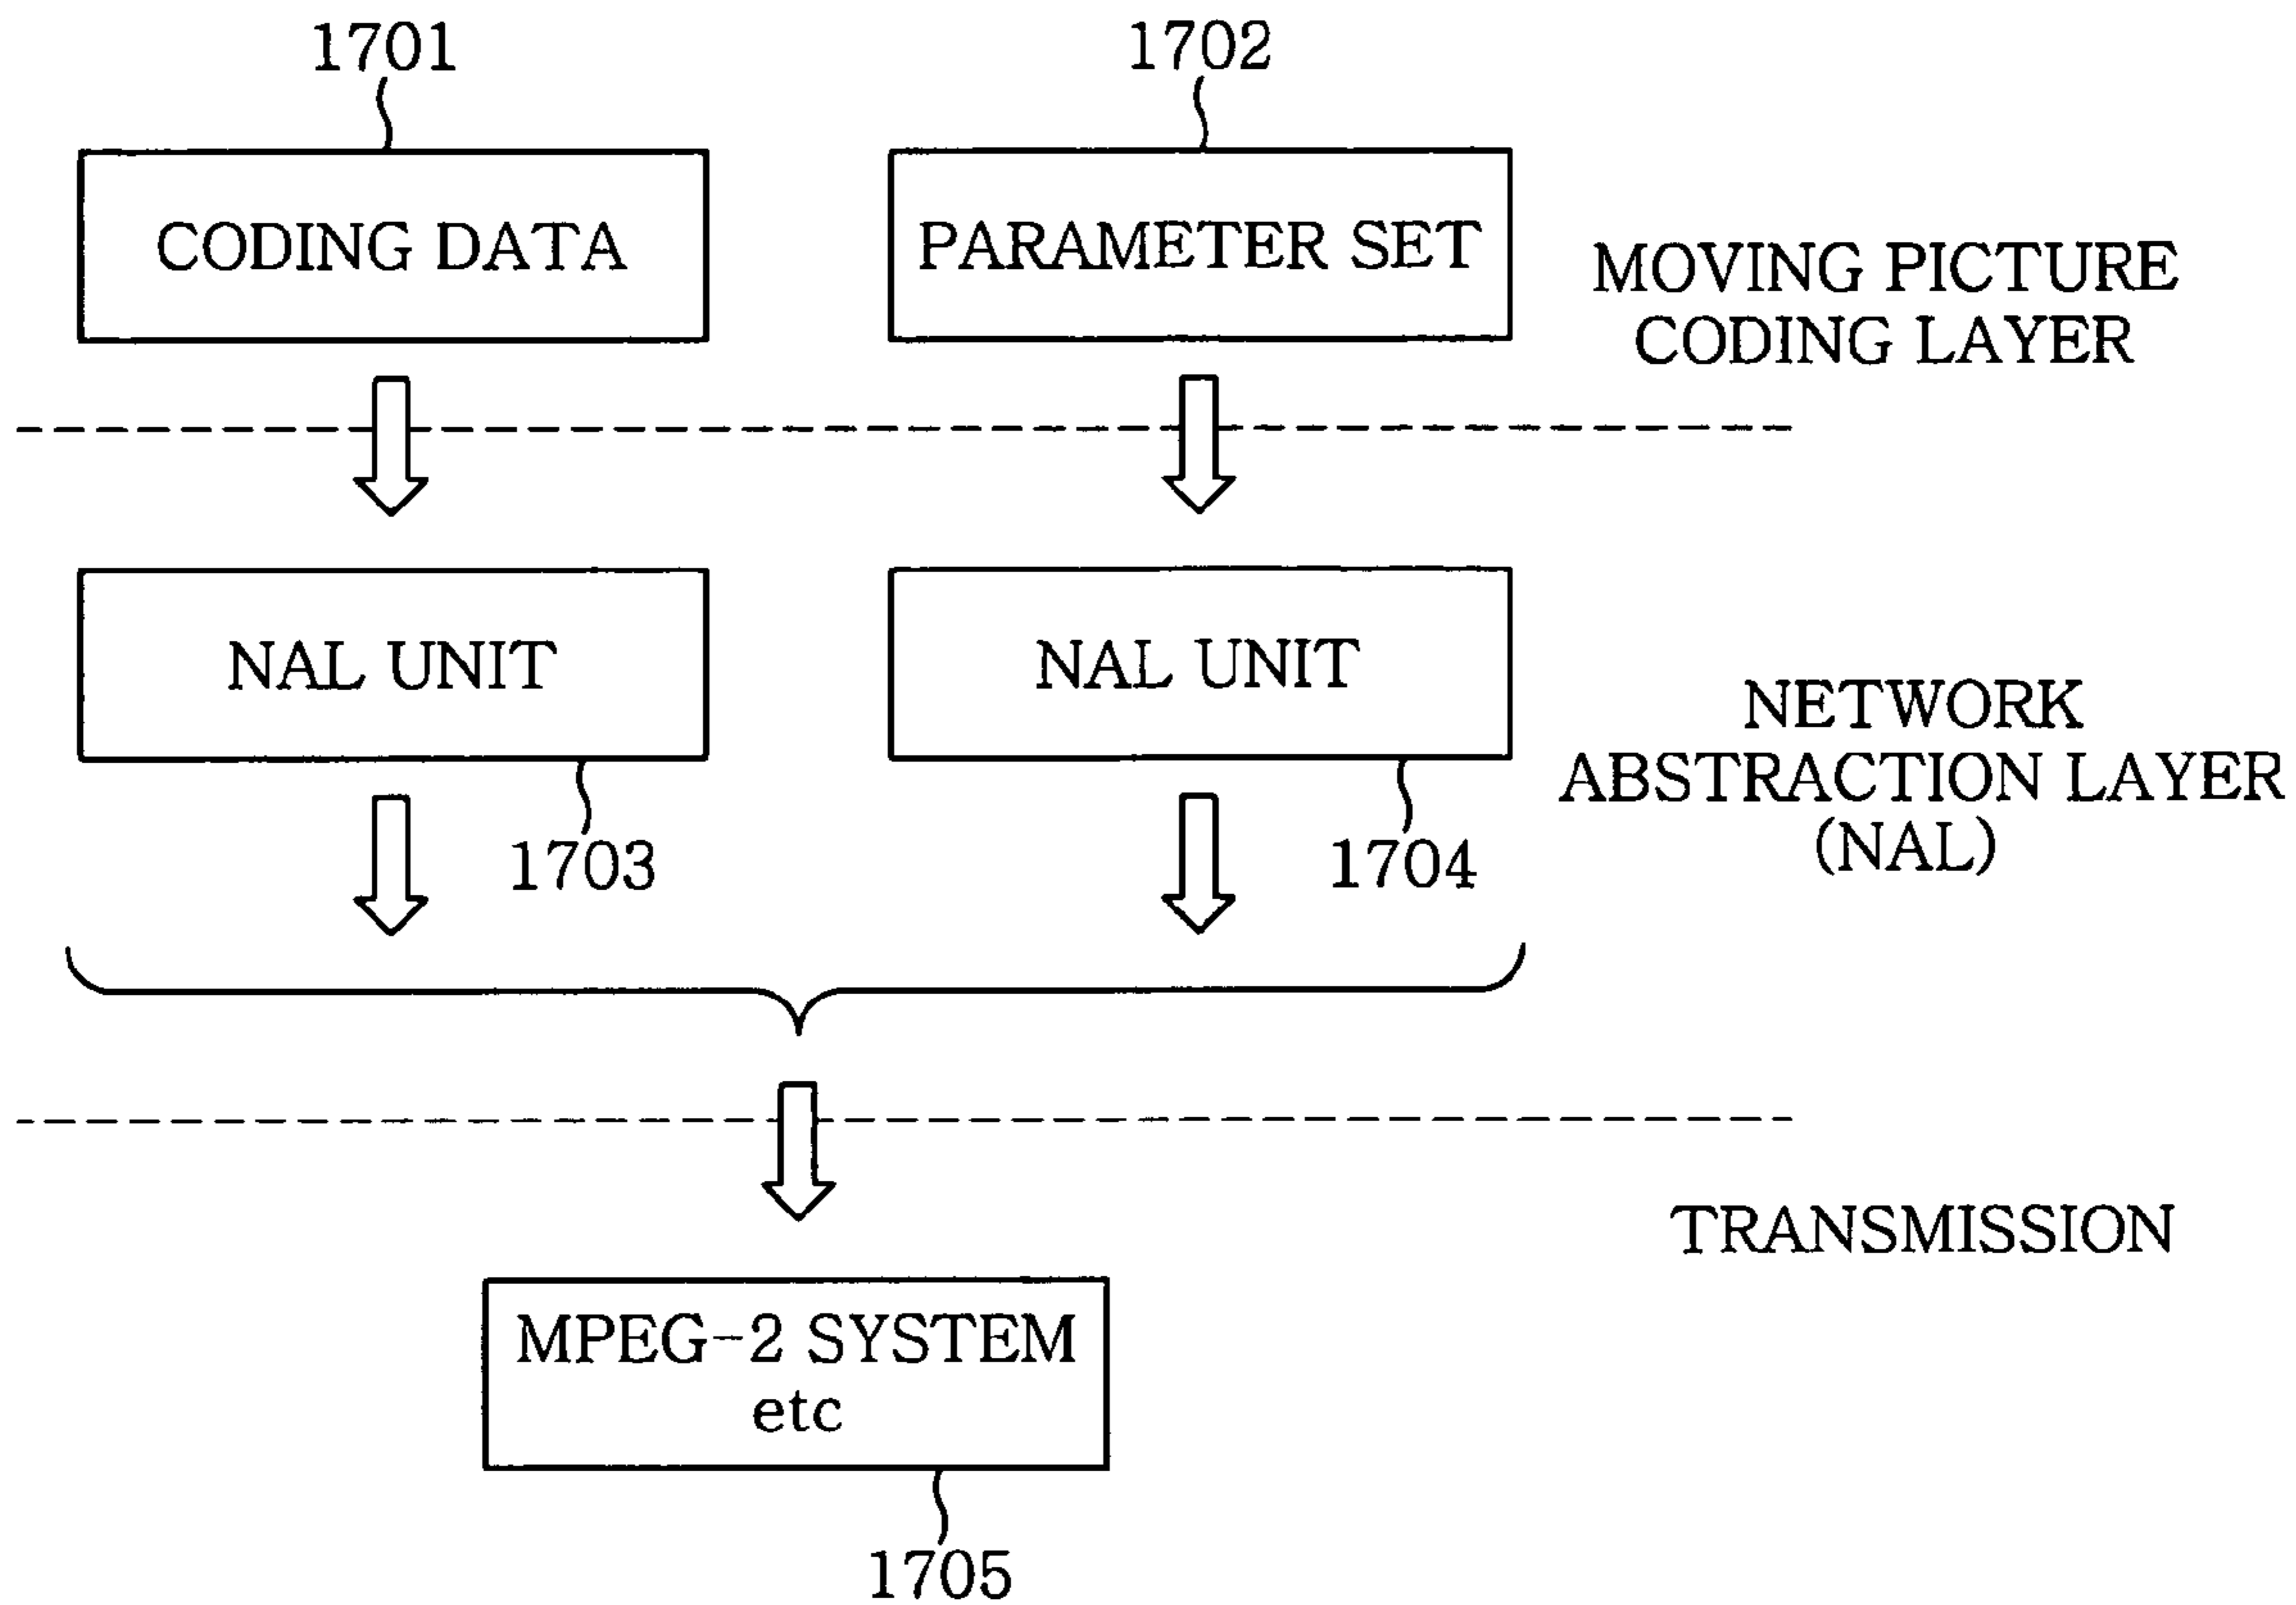 1701
1702
CODING DATA
PARAMETER SET
MOVING PICTURE
CODING LAYER
NAL UNIT
NAL UNIT
NETWORK
ABSTRACTION LAYER
(NAL)
1703
1704
TRANSMISSION
MPEG-2 SYSTEM
etc
1705